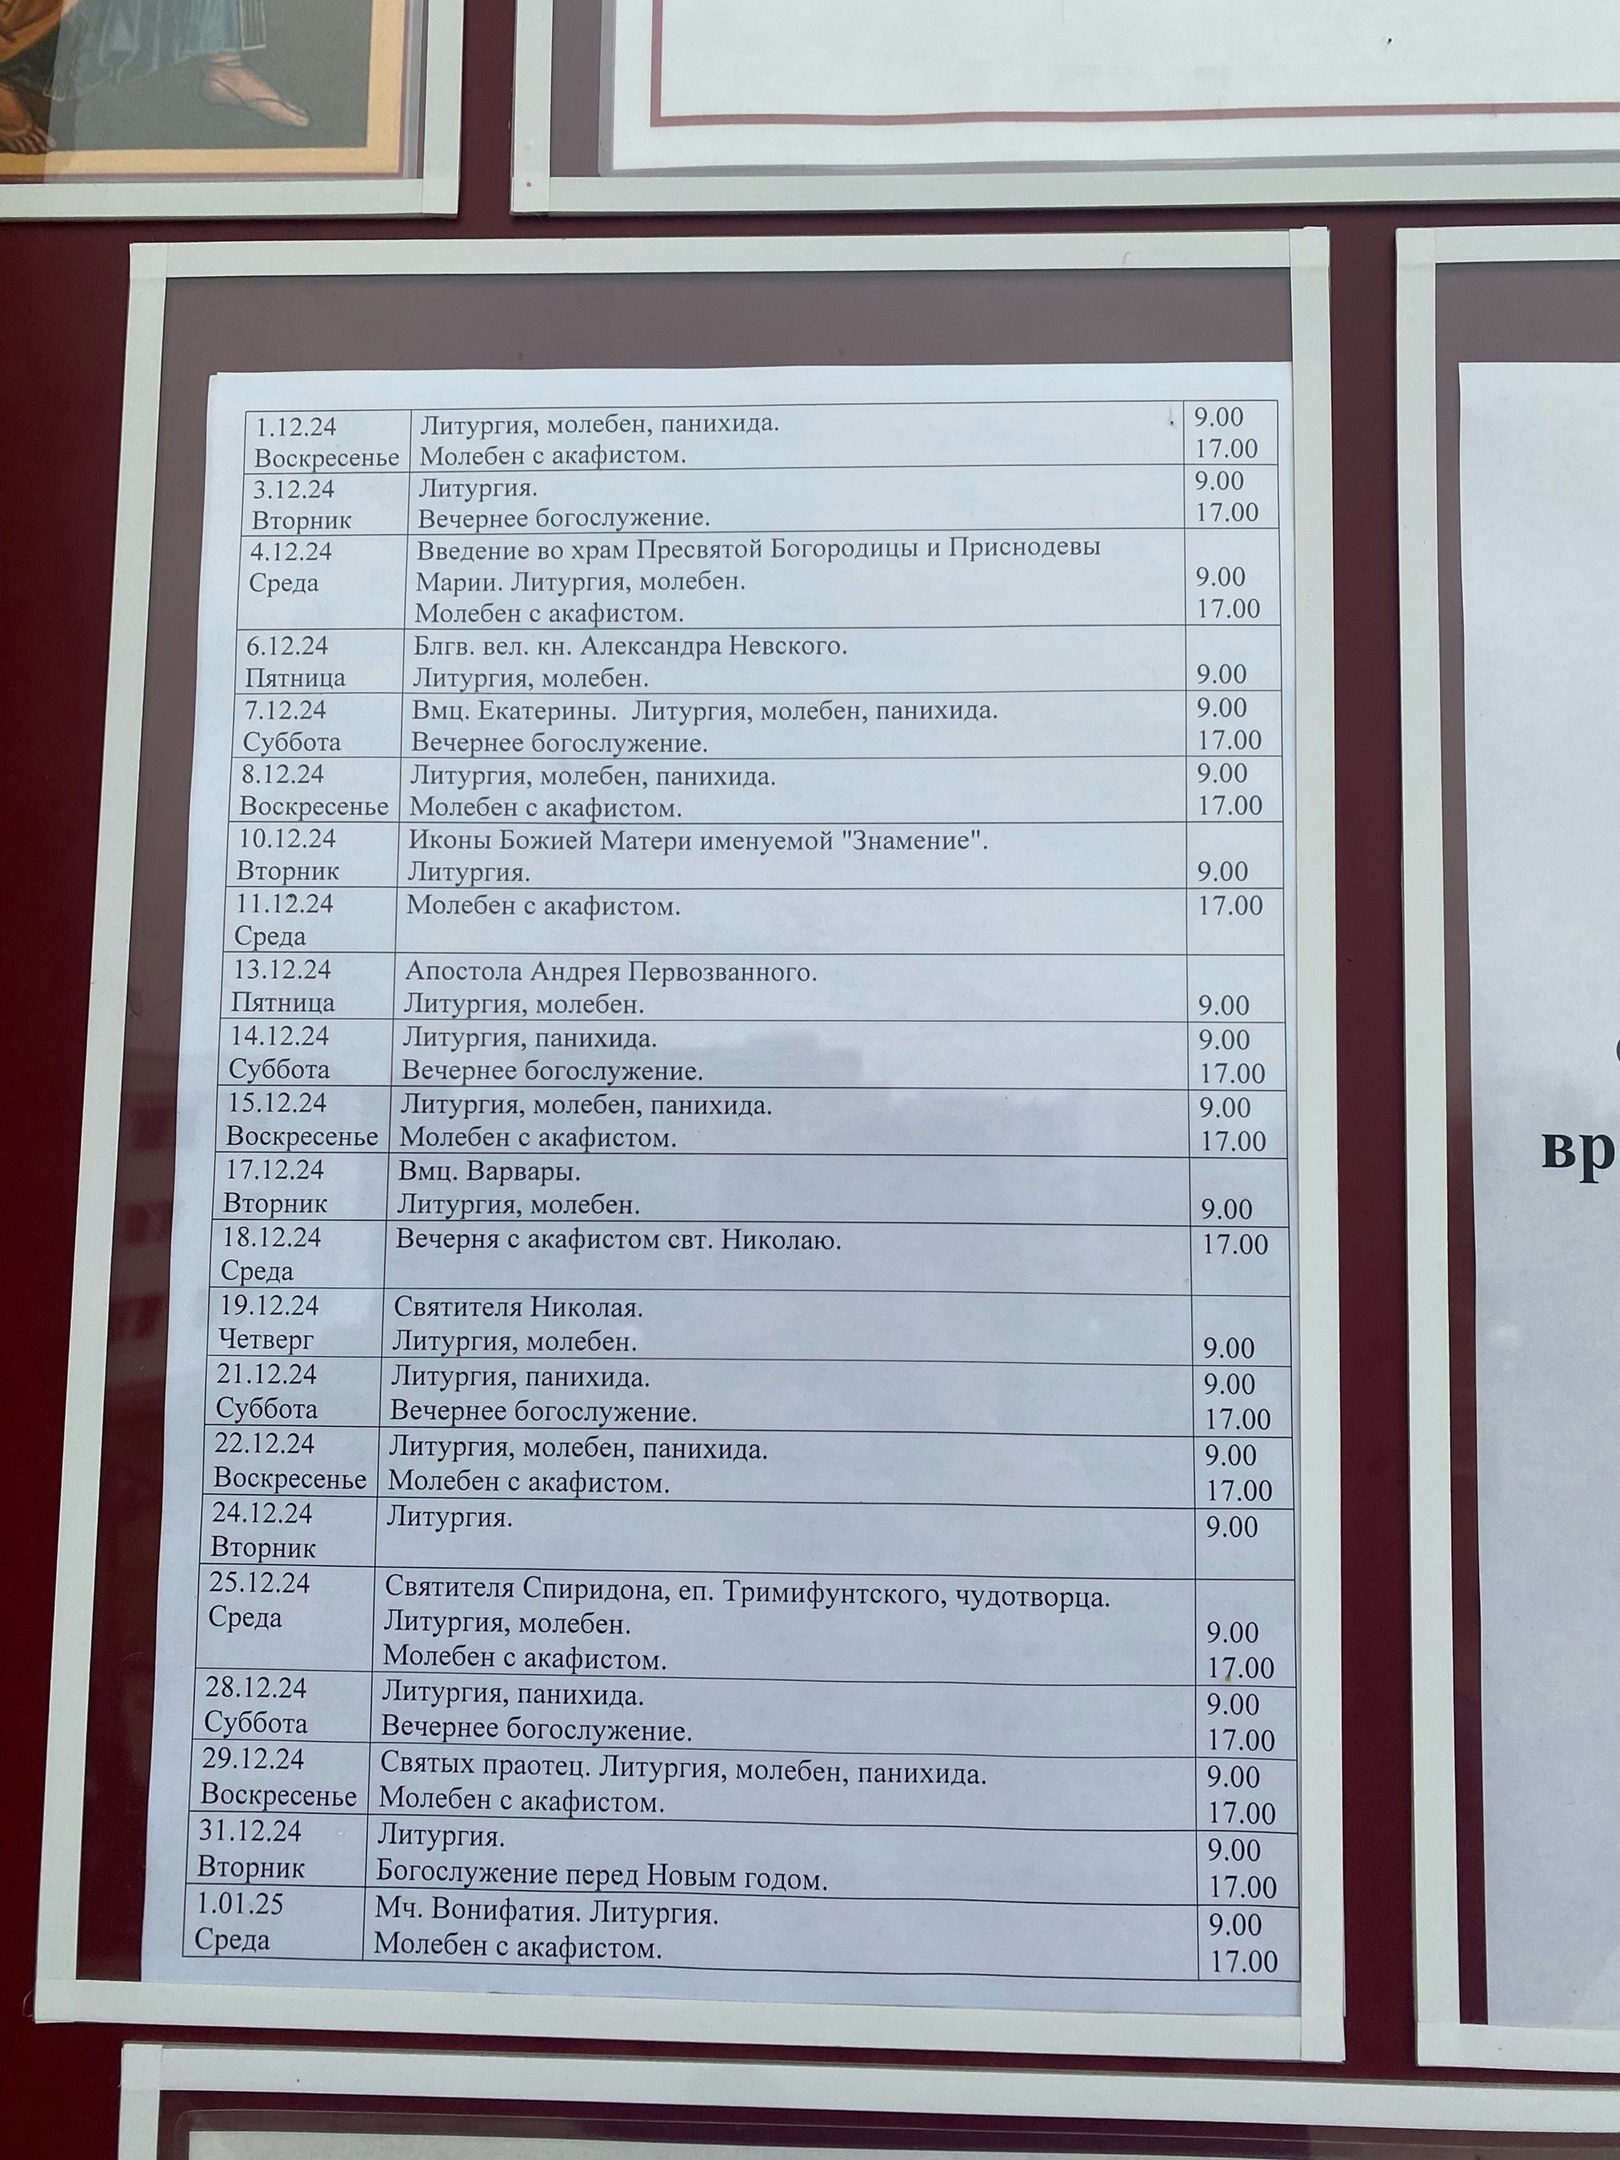 1.12.24 Литургия, молебен, панихида. 9.00
Воскресенье Молебен с акафистом. 17.00
3.12.24 Литургия. 9.00
Вторник Вечернее богослужение. 17.00
4.12.24 Введение во храм Пресвятой Богородицы и Приснодевы
Среда Марии. Литургия, молебен. 9.00
Молебен с акафистом. 17.00
6.12.24 Блгв. вел. кн. Александра Невского.
Пятница Литургия, молебен. 9.00
7.12.24 Вмц. Екатерины. Литургия, молебен, панихида. 9.00
Суббота Вечернее богослужение. 17.00
8.12.24 Литургия, молебен, панихида. 9.00
Воскресенье Молебен с акафистом. 17.00
10.12.24 Иконы Божией Матери именуемой "Знамение".
Вторник Литургия. 9.00
11.12.24 Молебен с акафистом. 17.00
Среда
13.12.24 Апостола Андрея Первозванного.
Пятница Литургия, молебен. 9.00
14.12.24 Литургия, панихида. 9.00
Суббота Вечернее богослужение. 17.00
15.12.24 Литургия, молебен, панихида. 9.00
Воскресенье Молебен с акафистом. 17.00
17.12.24 Вмц. Варвары.
Вторник Литургия, молебен. 9.00
18.12.24 Вечерня с акафистом свт. Николаю. 17.00
Среда
19.12.24 Святителя Николая.
Четверг Литургия, молебен. 9.00
21.12.24 Литургия, панихида. 9.00
Суббота Вечернее богослужение. 17.00
22.12.24 Литургия, молебен, панихида. 9.00
Воскресенье Молебен с акафистом. 17.00
24.12.24 Литургия. 9.00
Вторник
25.12.24 Святителя Спиридона, еп. Тримифунтского, чудотворца.
Среда Литургия, молебен. 9.00
Молебен с акафистом. 17.00
28.12.24 Литургия, панихида. 9.00
Суббота Вечернее богослужение. 17.00
29.12.24 Святых праотец. Литургия, молебен, панихида. 9.00
Воскресенье Молебен с акафистом. 17.00
31.12.24 Литургия. 9.00
Вторник Богослужение перед Новым годом. 17.00
1.01.25 Мч. Вонифатия. Литургия. 9.00
Среда Молебен с акафистом. 17.00
вр